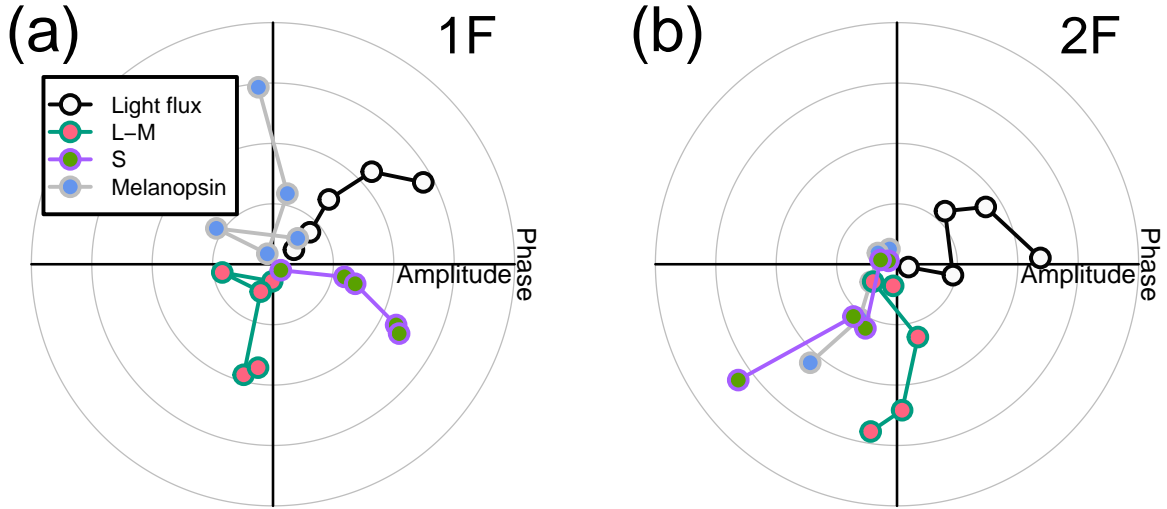 (a)
1F
Light flux
L−M
S
Melanopsin
Amplitude
Phase
(b)
2F
Amplitude
Phase